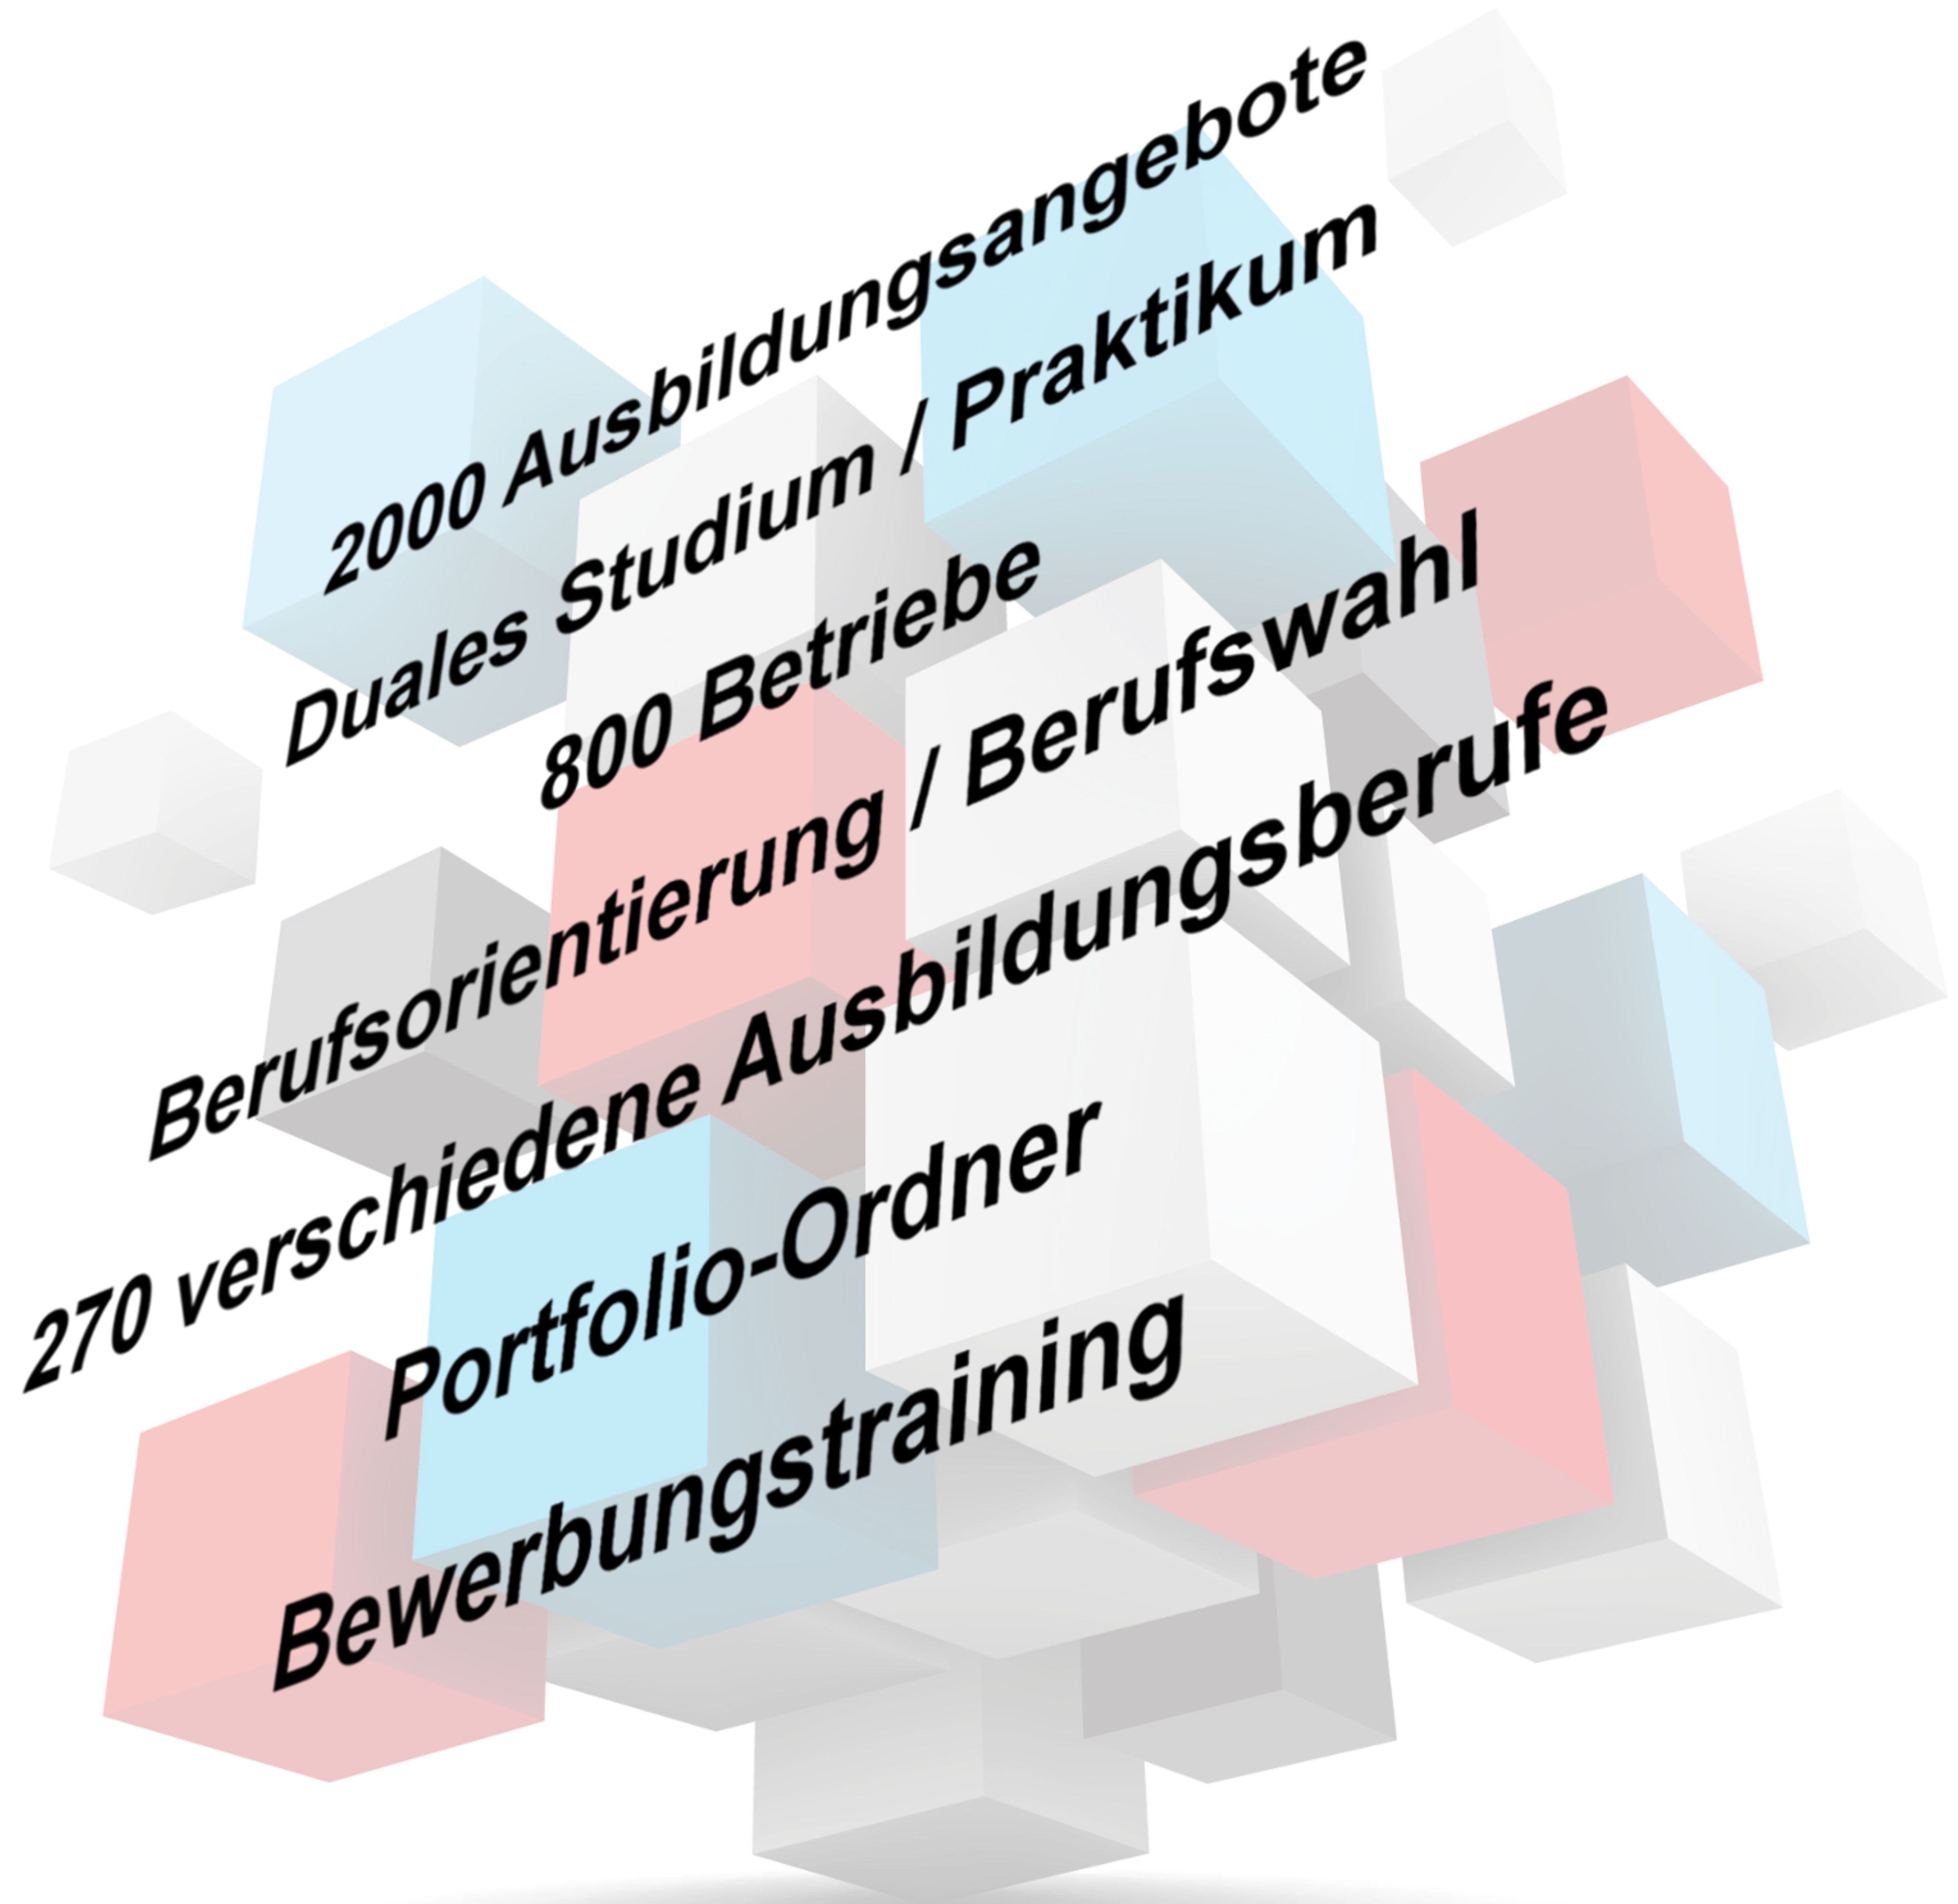 2000 Ausbildungsangebote
Duales Studium / Praktikum
800 Betriebe
Berufsorientierung / Berufswahl
270 verschiedene Ausbildungsberufe
Portfolio-Ordner
Bewerbungstraining